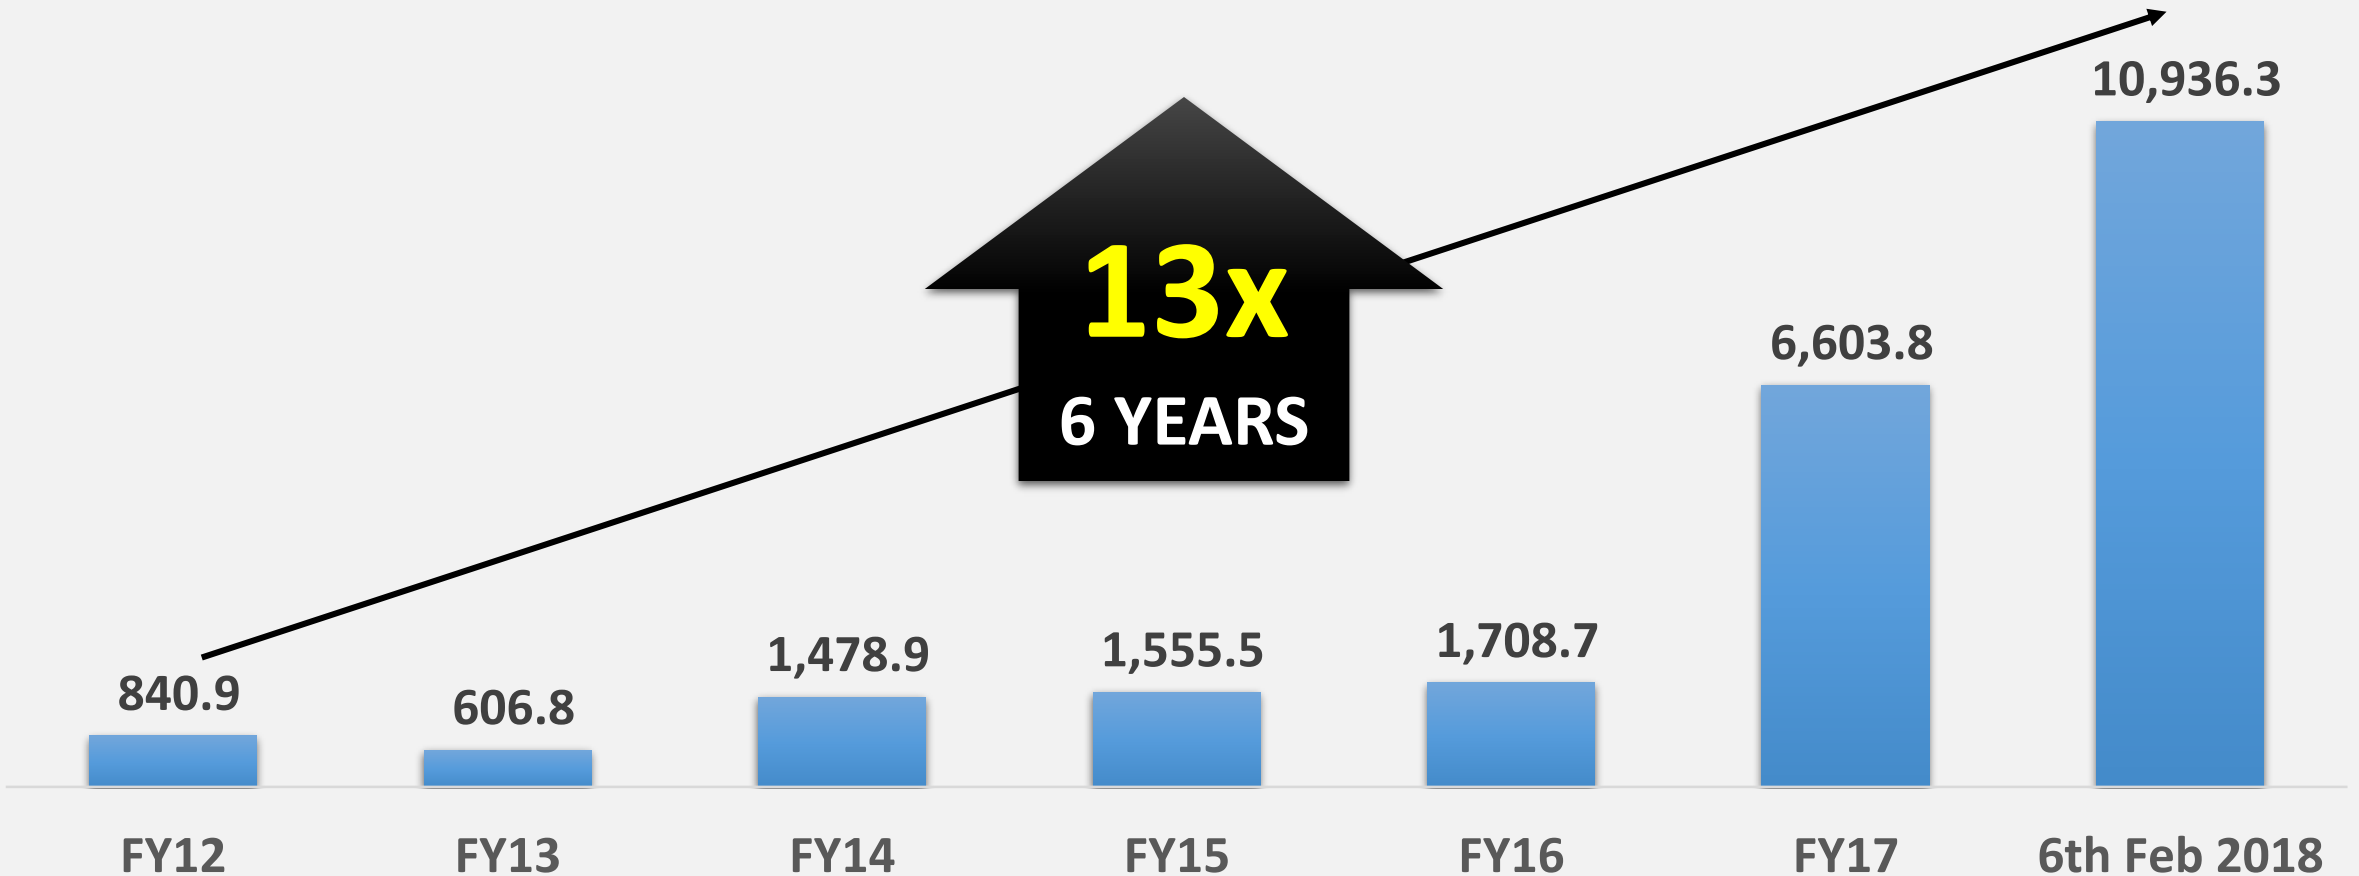 10,936.3
13x
6 YEARS
6,603.8
1,708.7
1,555.5
1,478.9
840.9
606.8
FY12
FY13
FY14
FY15
FY16
FY17
6th Feb 2018